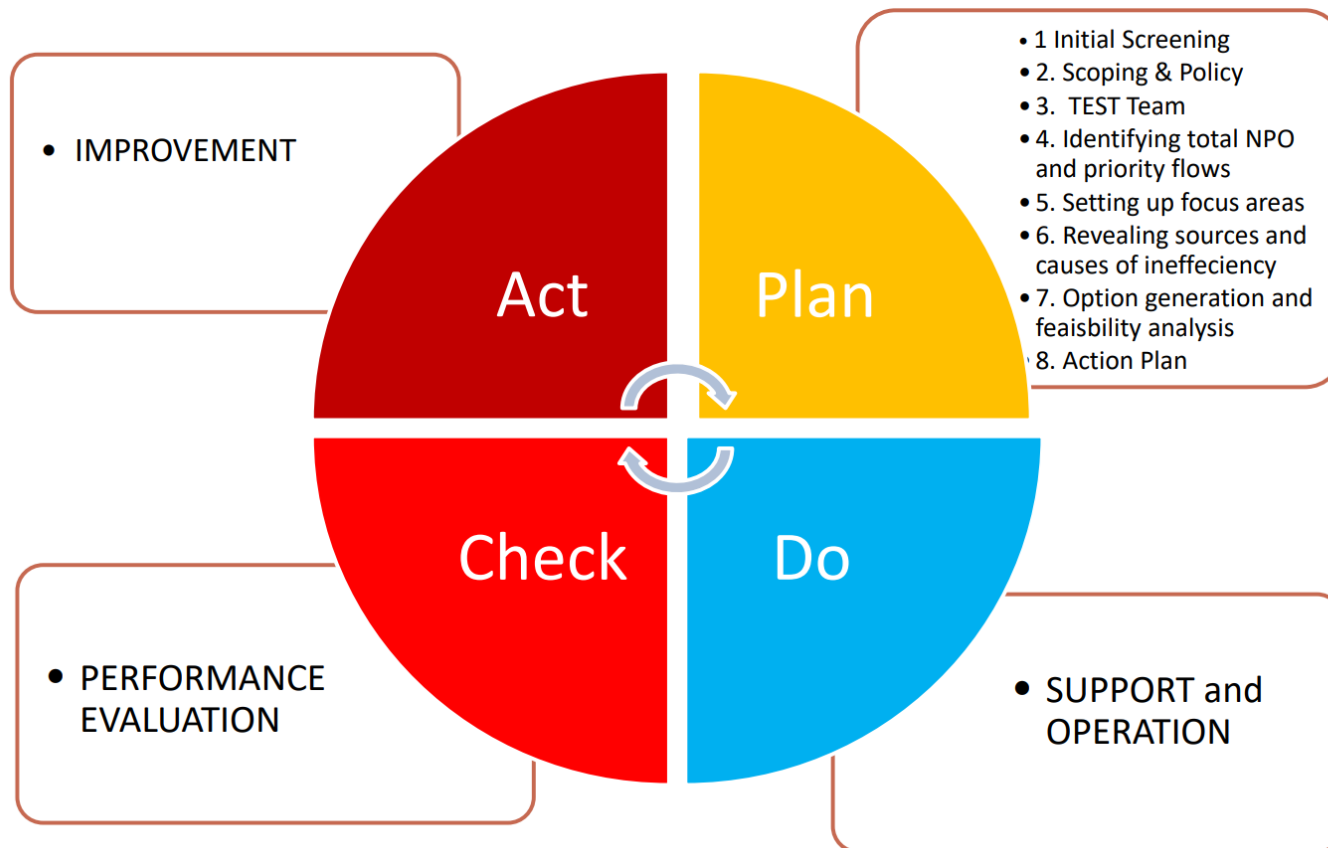 • IMPROVEMENT
Act
Plan
• 1 Initial Screening
• 2. Scoping & Policy
• 3. TEST Team
• 4. Identifying total NPO
and priority flows
• 5. Setting up focus areas
• 6. Revealing sources and
causes of ineffeciency
• 7. Option generation and
feaisbility analysis
• 8. Action Plan
Check
Do
• PERFORMANCE
EVALUATION
• SUPPORT and
OPERATION